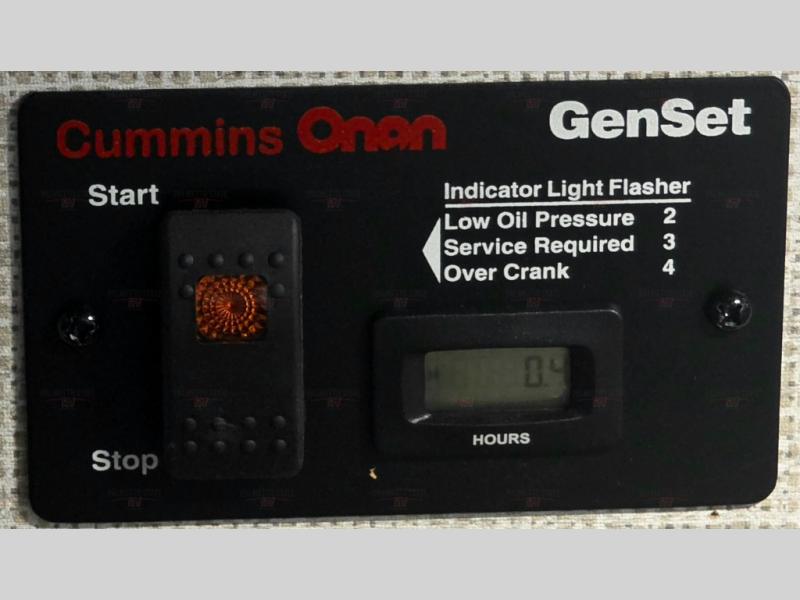 Cummins Onan GenSet
Start
Indicator Light Flasher
Low Oil Pressure 2
Service Required 3
Over Crank 4
0.4
HOURS
Stop